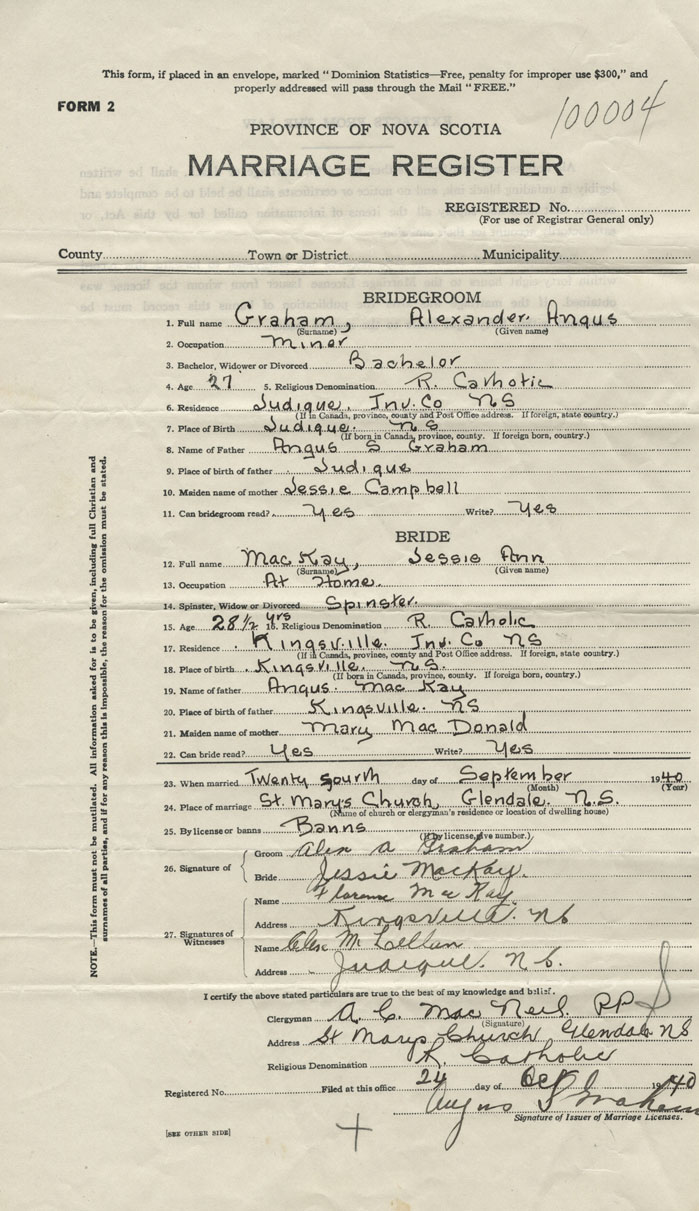 This form, if placed in an envelope, marked "Dominion Statistics—Free, penalty for improper use $300," and
properly addressed will pass through the Mail "FREE."
FORM 2
100004
PROVINCE OF NOVA SCOTIA
MARRIAGE REGISTER
REGISTERED No.
(For use of Registrar General only)
County Town or District Municipality
BRIDEGROOM
1. Full name Graham, Alexander Angus
(Surname) (Given name)
2. Occupation Miner
3. Bachelor, Widower or Divorced Bachelor
4. Age 27 5. Religious Denomination R. Catholic
6. Residence Judique. Inv. Co NS
(If in Canada, province, county and Post Office address. If foreign, state country.)
7. Place of Birth Judique. NS
(If born in Canada, province, county. If foreign born, country.)
8. Name of Father Angus S Graham
9. Place of birth of father Judique
10. Maiden name of mother Jessie Campbell
11. Can bridegroom read? Yes Write? Yes
BRIDE
12. Full name MacKay, Jessie Ann
(Surname) (Given name)
13. Occupation At Home.
14. Spinster, Widow or Divorced Spinster.
15. Age 28 1/2 yrs 16. Religious Denomination R. Catholic
17. Residence Kingsville. Inv. Co NS
(If in Canada, province, county and Post Office address. If foreign, state country.)
18. Place of birth Kingsville. NS.
(If born in Canada, province, county. If foreign born, country.)
19. Name of father Angus MacKay
20. Place of birth of father Kingsville. NS
21. Maiden name of mother Mary MacDonald
22. Can bride read? Yes Write? Yes
23. When married Twenty fourth day of September 1940
(Month) (Year)
24. Place of marriage St. Mary's Church, Glendale. N.S.
(Name of church or clergyman's residence or location of dwelling house)
25. By license or banns Banns
(If by license, give number.)
26. Signature of
Groom Alex A Graham
Bride Jessie MacKay.
27. Signatures of Witnesses
Name Florence MacKay
Address Kingsville. NS
Name Alex McLellan
Address Judique. N.S.
I certify the above stated particulars are true to the best of my knowledge and belief.
Clergyman A. C. MacNeil PP
(Signature)
Address St Marys Church Glendale NS
Religious Denomination R. Catholic
Registered No. Filed at this office 24 day of Oct 1940
Angus S Graham
Signature of Issuer of Marriage Licenses.
[SEE OTHER SIDE]
NOTE.—This form must not be mutilated. All information asked for is to be given, including full Christian and
surnames of all parties, and if for any reason this is impossible, the reason for the omission must be stated.